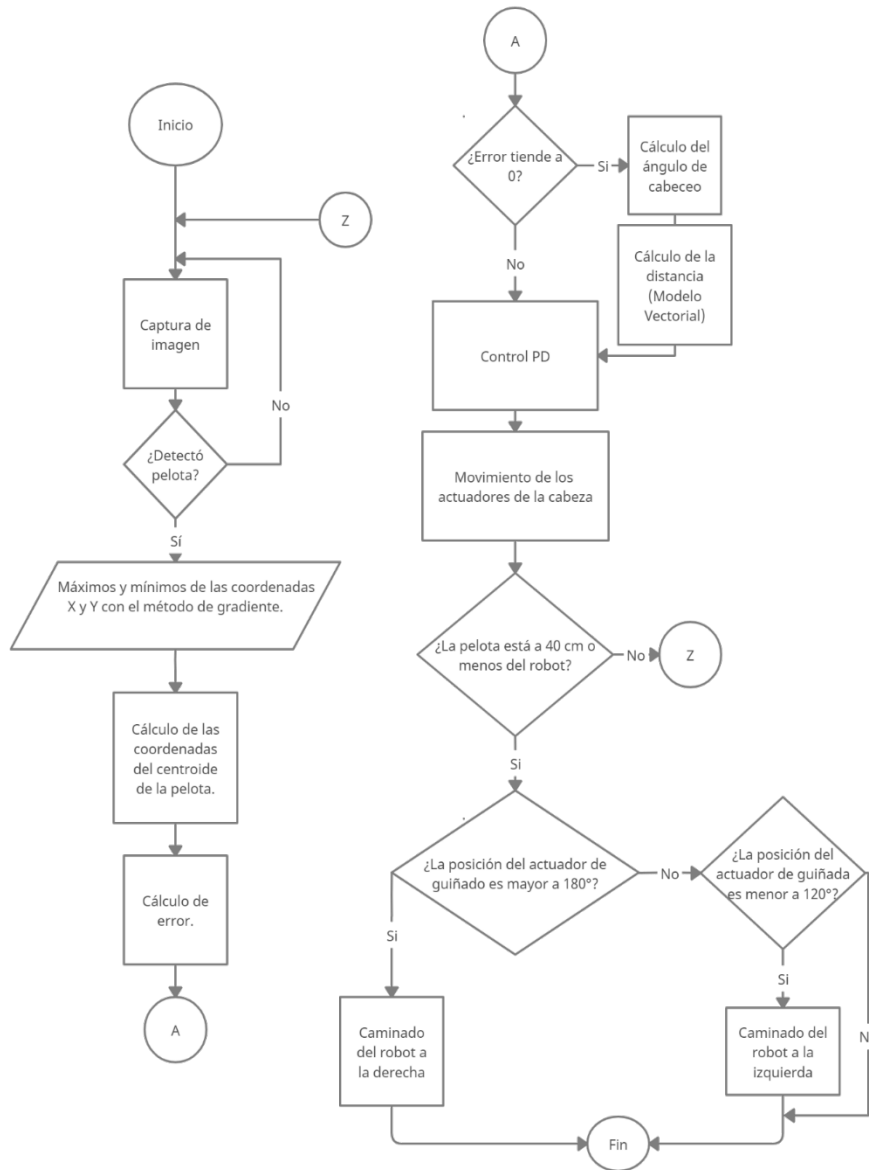 Inicio
Z
Captura de
imagen
No
¿Detectó
pelota?
Sí
Máximos y mínimos de las coordenadas
X y Y con el método de gradiente.
Cálculo de las
coordenadas
del centroide
de la pelota.
Cálculo de
error.
A
A
¿Error tiende a
0?
Si
Cálculo del
ángulo de
cabeceo
Cálculo de la
distancia
(Modelo
Vectorial)
No
Control PD
Movimiento de los
actuadores de la cabeza
¿La pelota está a 40 cm o
menos del robot?
No
Z
Si
¿La posición del actuador de
guiñado es mayor a 180°?
No
¿La posición del
actuador de guiñada
es menor a 120°?
Si
Si
N
Caminado
del robot a
la derecha
Caminado del
robot a la
izquierda
Fin